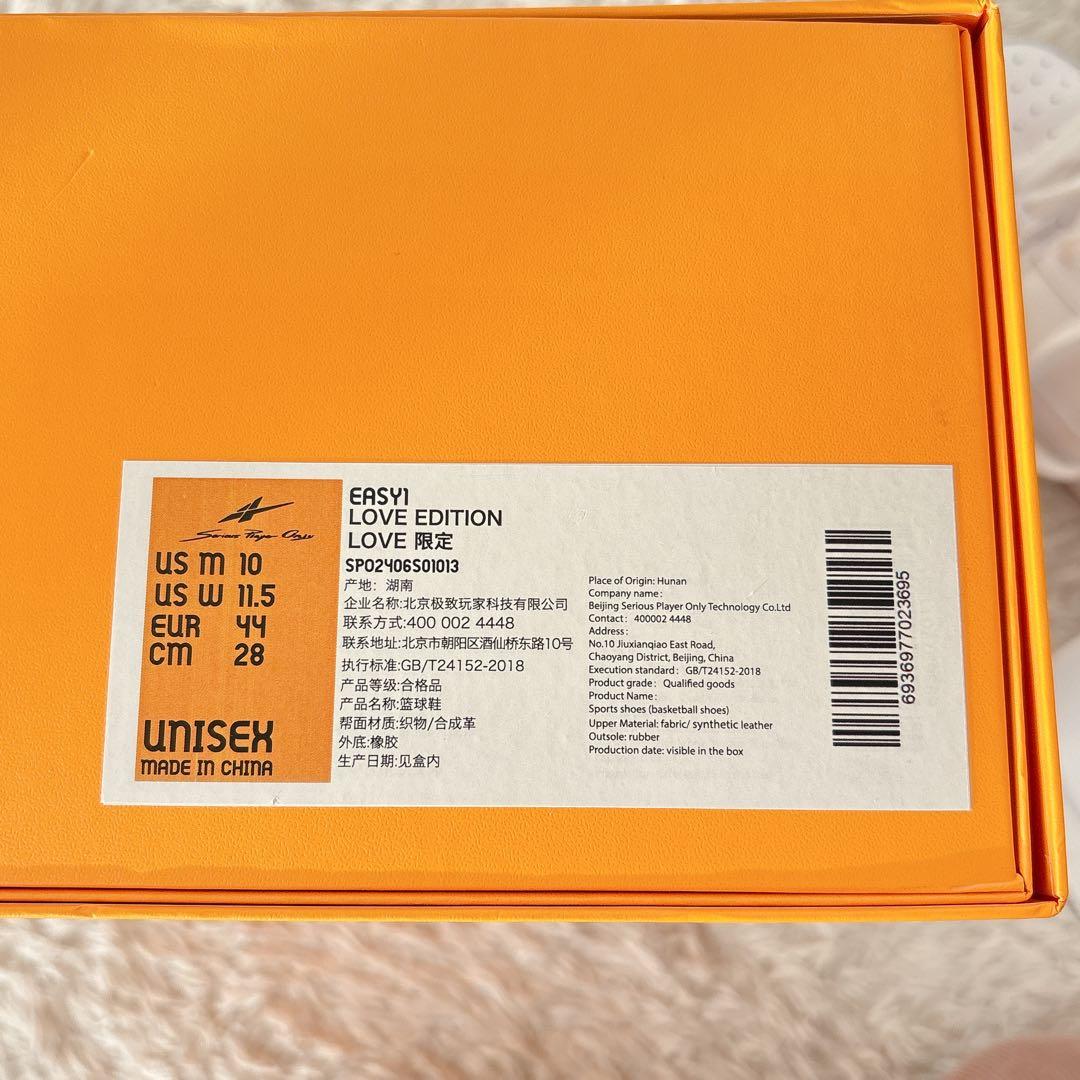 Serious Player Only
US M 10
US W 11.5
EUR 44
CM 28
UNISEX
MADE IN CHINA
EASY1
LOVE EDITION
LOVE 限定
SP02406S01013
产地: 湖南
企业名称:北京极致玩家科技有限公司
联系方式:400 002 4448
联系地址:北京市朝阳区酒仙桥东路10号
执行标准:GB/T24152-2018
产品等级:合格品
产品名称:篮球鞋
帮面材质:织物/合成革
外底:橡胶
生产日期:见盒内
Place of Origin: Hunan
Company name:
Beijing Serious Player Only Technology Co.Ltd
Contact: 400002 4448
Address:
No.10 Jiuxianqiao East Road,
Chaoyang District, Beijing, China
Execution standard: GB/T24152-2018
Product grade: Qualified goods
Product Name:
Sports shoes (basketball shoes)
Upper Material: fabric/ synthetic leather
Outsole: rubber
Production date: visible in the box
6936977023695